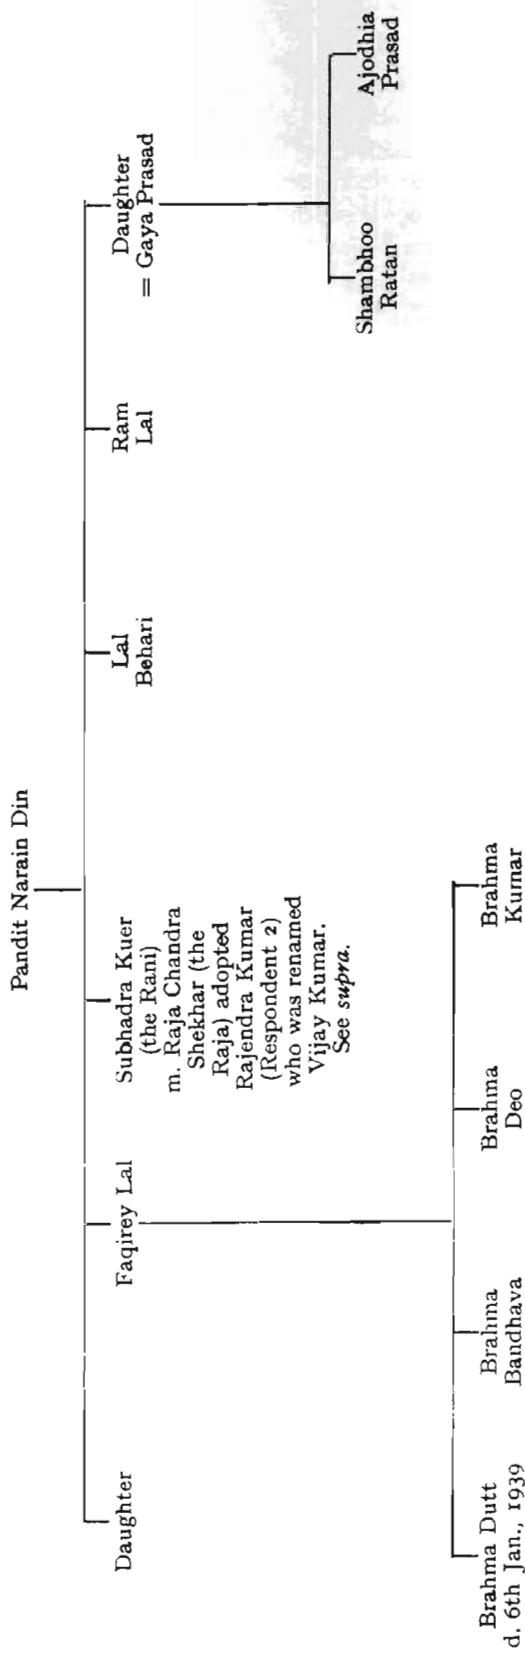 Pandit Narain Din
Daughter
Faqirey Lal
Subhadra Kuer
(the Rani)
m. Raja Chandra
Shekhar (the
Raja) adopted
Rajendra Kumar
(Respondent 2)
who was renamed
Vijay Kumar.
See supra.
Lal
Behari
Ram
Lal
Daughter
= Gaya Prasad
Brahma Dutt
d. 6th Jan., 1939
Brahma
Bandhava
Brahma
Deo
Brahma
Kumar
Shambhoo
Ratan
Ajodhia
Prasad